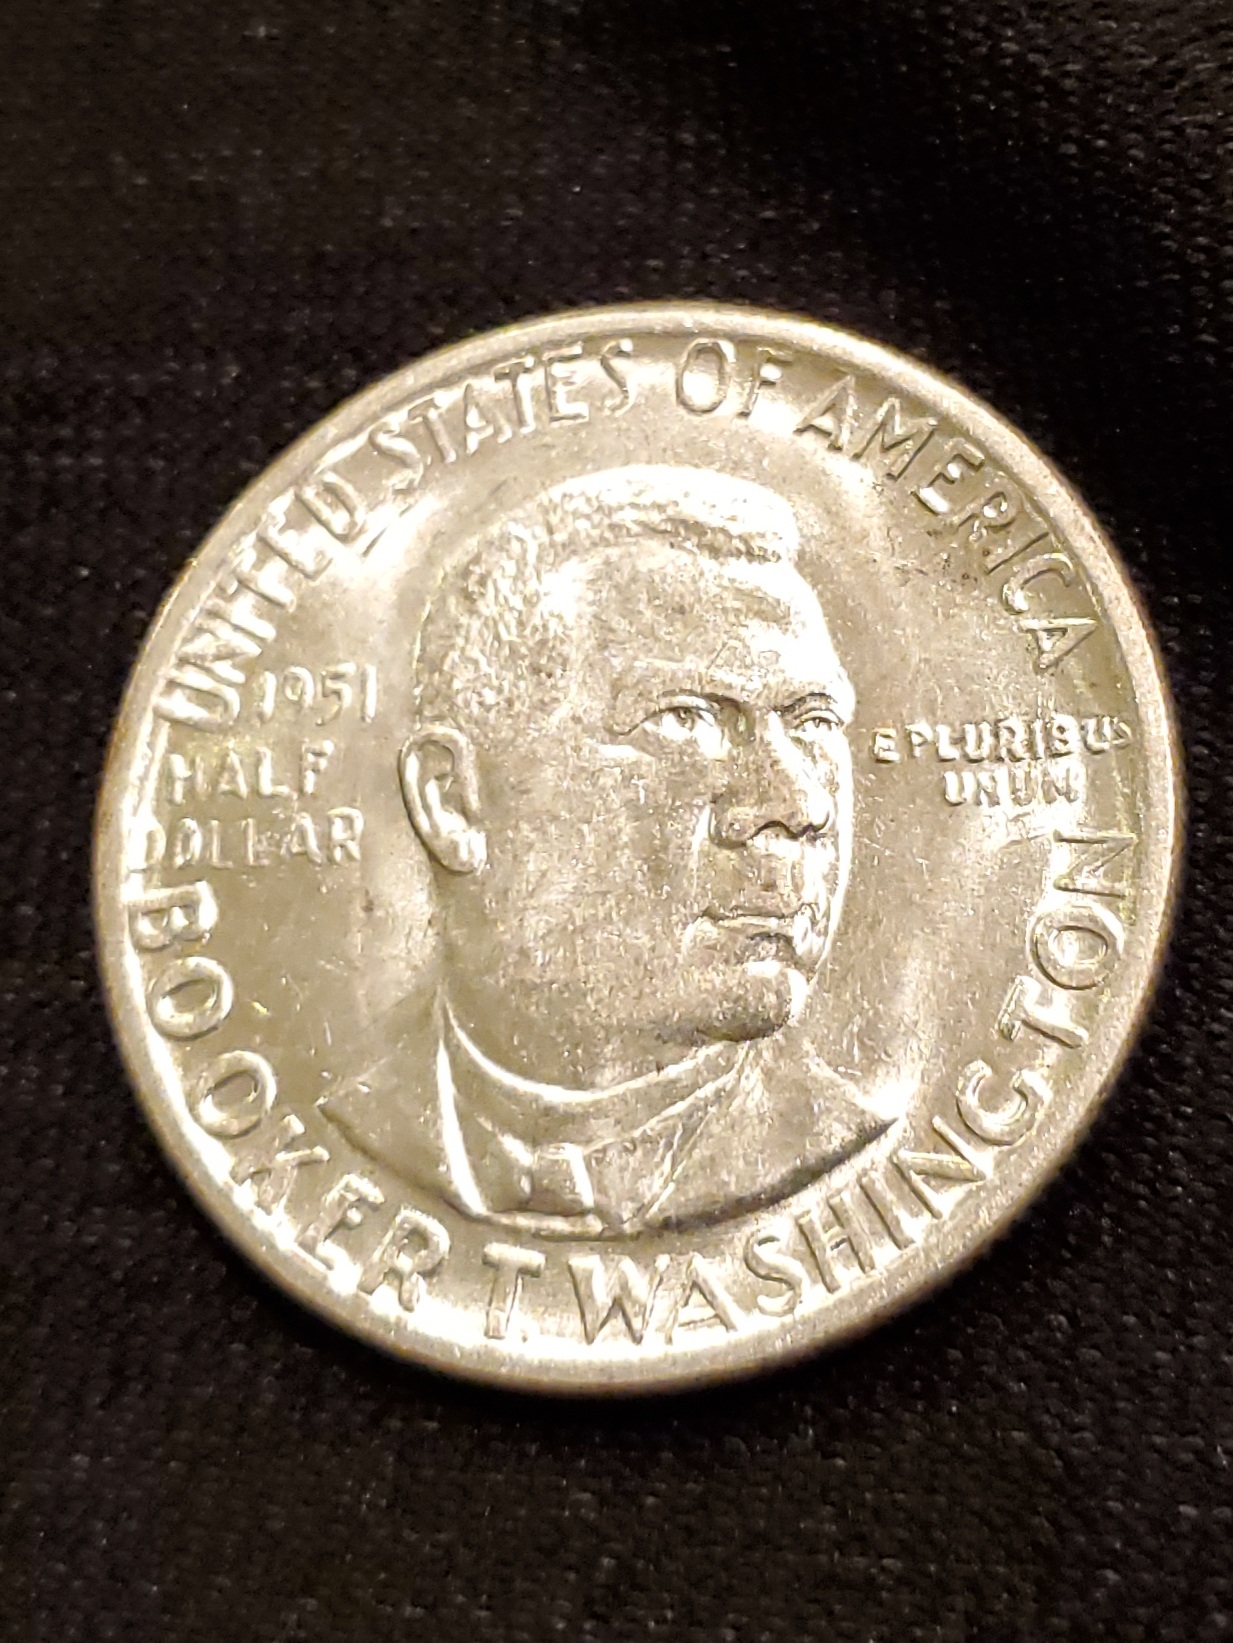 UNITED STATES OF AMERICA
1951
HALF
DOLLAR
E PLURIBUS
UNUM
BOOKER T. WASHINGTON